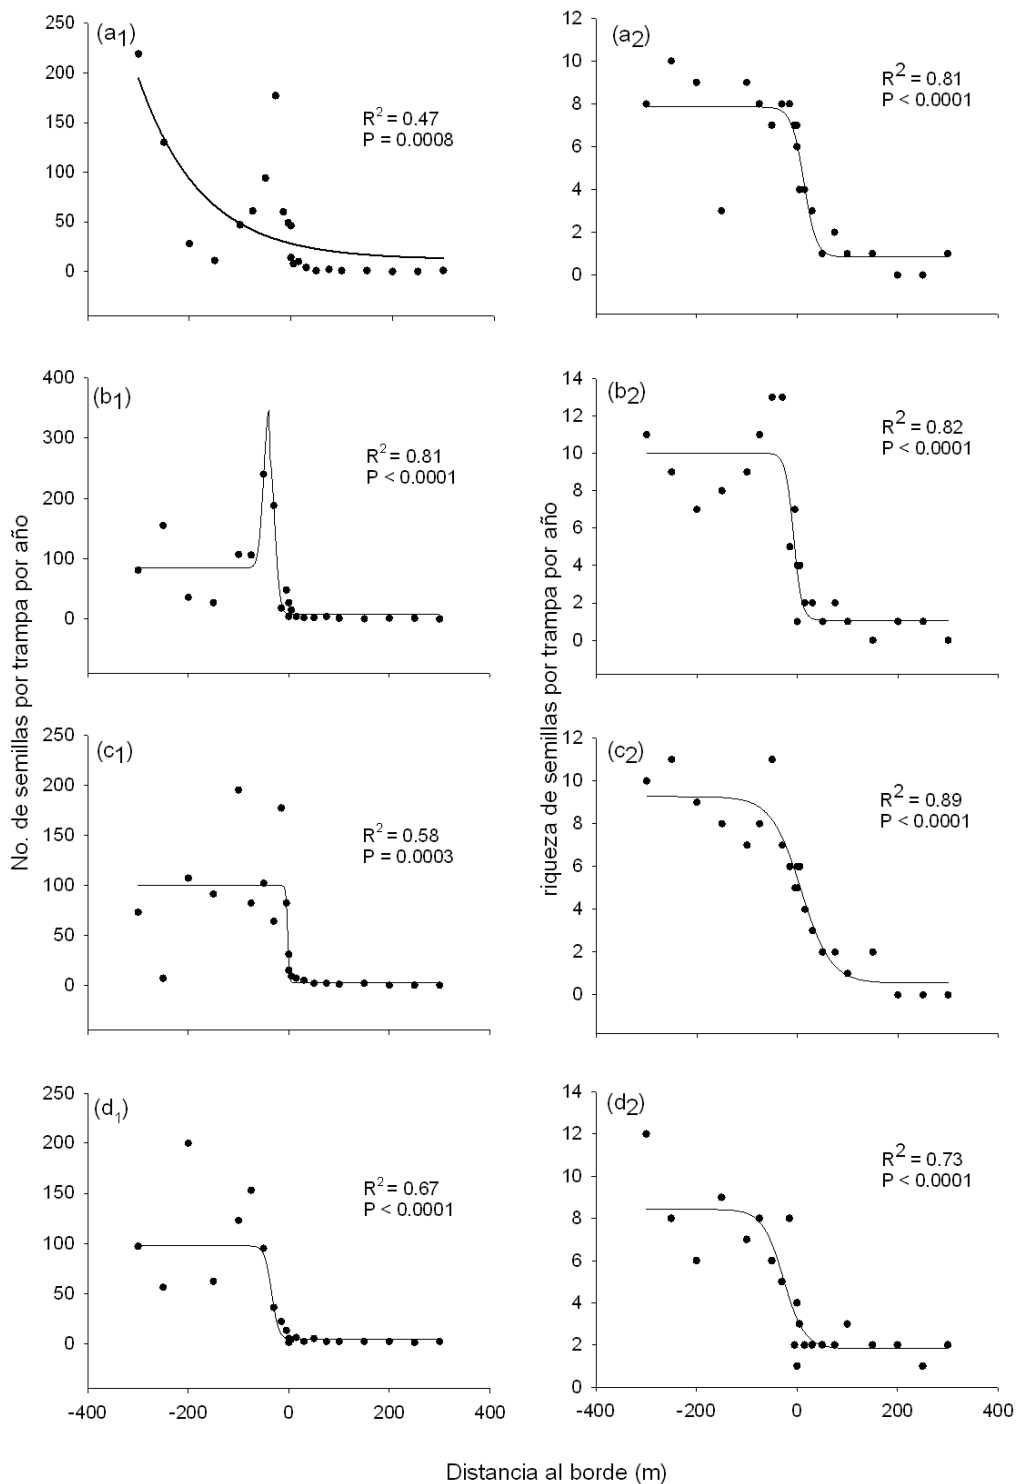 (a1)
R2 = 0.47
P = 0.0008
250
200
150
100
50
0
(a2)
R2 = 0.81
P < 0.0001
12
10
8
6
4
2
0
(b1)
R2 = 0.81
P < 0.0001
400
300
200
100
0
(b2)
R2 = 0.82
P < 0.0001
14
12
10
8
6
4
2
0
No. de semillas por trampa por año
riqueza de semillas por trampa por año
(c1)
R2 = 0.58
P = 0.0003
250
200
150
100
50
0
(c2)
R2 = 0.89
P < 0.0001
12
10
8
6
4
2
0
(d1)
R2 = 0.67
P < 0.0001
250
200
150
100
50
0
-400 -200 0 200 400
(d2)
R2 = 0.73
P < 0.0001
14
12
10
8
6
4
2
0
-400 -200 0 200 400
Distancia al borde (m)